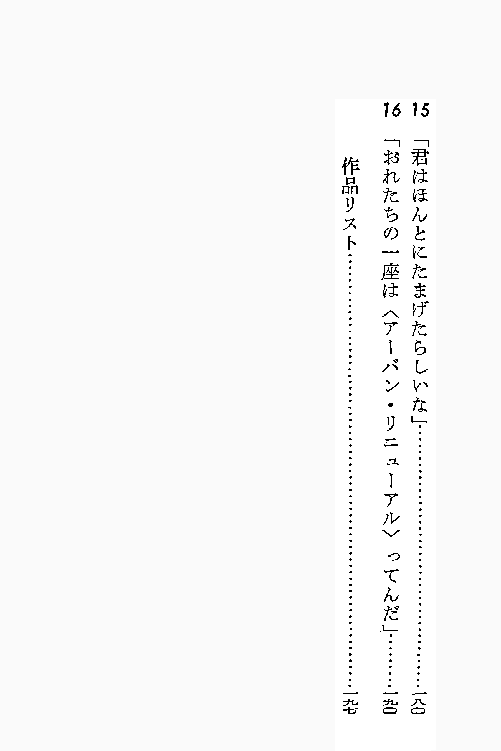 15 「君はほんとにたまげたらしいな」……………………………一八〇
16 「おれたちの一座は〈アーバン・リニューアル〉ってんだ」………一九〇
作品リスト………………………………………………………一九七